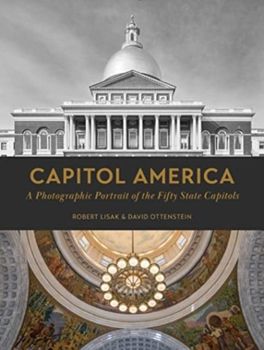 CAPITOL AMERICA
A Photographic Portrait of the Fifty State Capitols
ROBERT LISAK & DAVID OTTENSTEIN